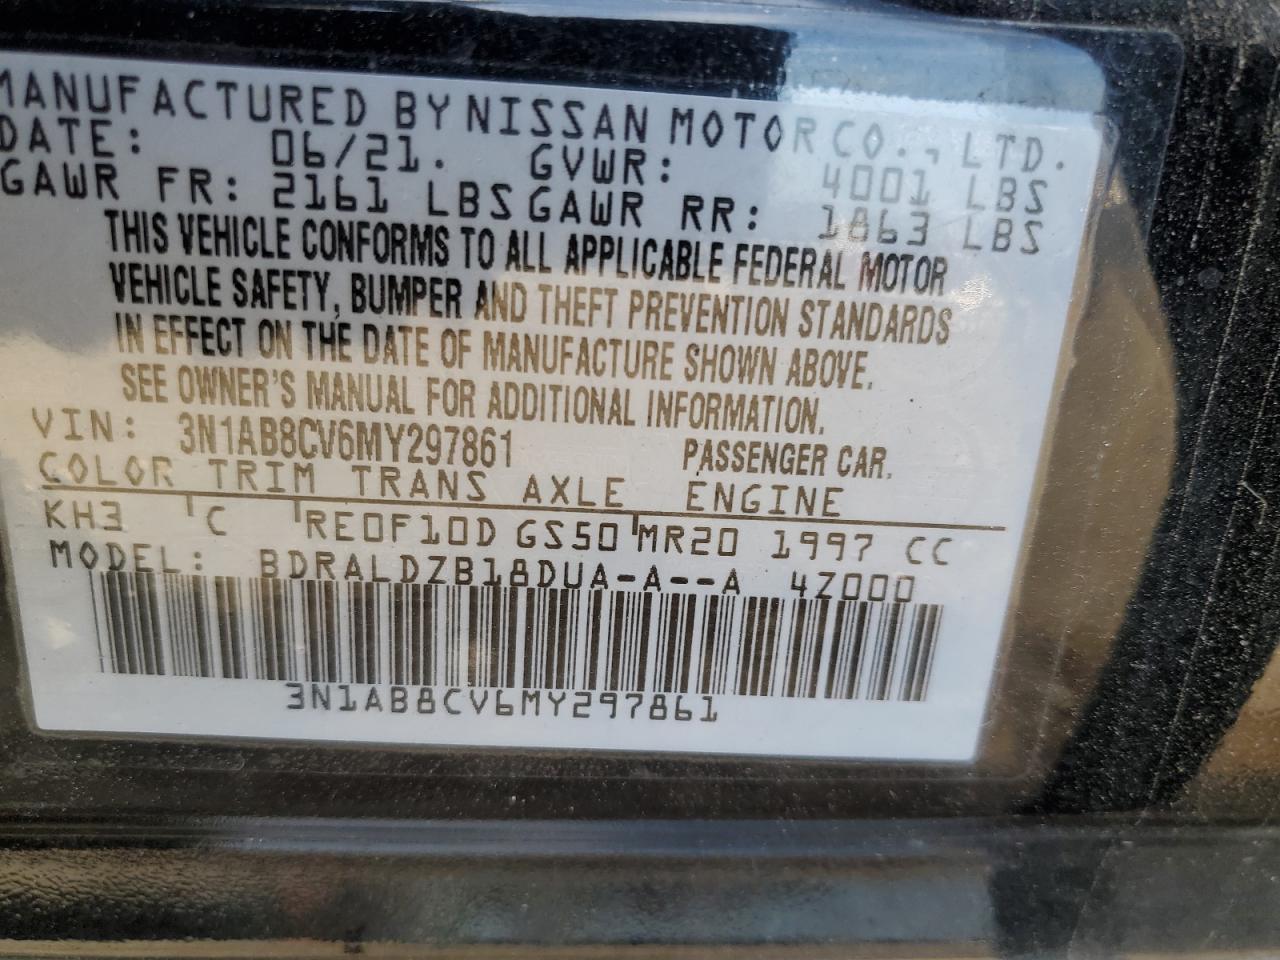 MANUFACTURED BY NISSAN MOTOR CO., LTD.
DATE: 06/21. GVWR: 4001 LBS
GAWR FR: 2161 LBS GAWR RR: 1863 LBS
THIS VEHICLE CONFORMS TO ALL APPLICABLE FEDERAL MOTOR
VEHICLE SAFETY, BUMPER AND THEFT PREVENTION STANDARDS
IN EFFECT ON THE DATE OF MANUFACTURE SHOWN ABOVE.
SEE OWNER'S MANUAL FOR ADDITIONAL INFORMATION.
VIN: 3N1AB8CV6MY297861 PASSENGER CAR.
COLOR TRIM TRANS AXLE ENGINE
KH3 C RE0F10D GS50 MR20 1997 CC
MODEL: BDRALDZB18DUA-A--A 4Z000
3N1AB8CV6MY297861